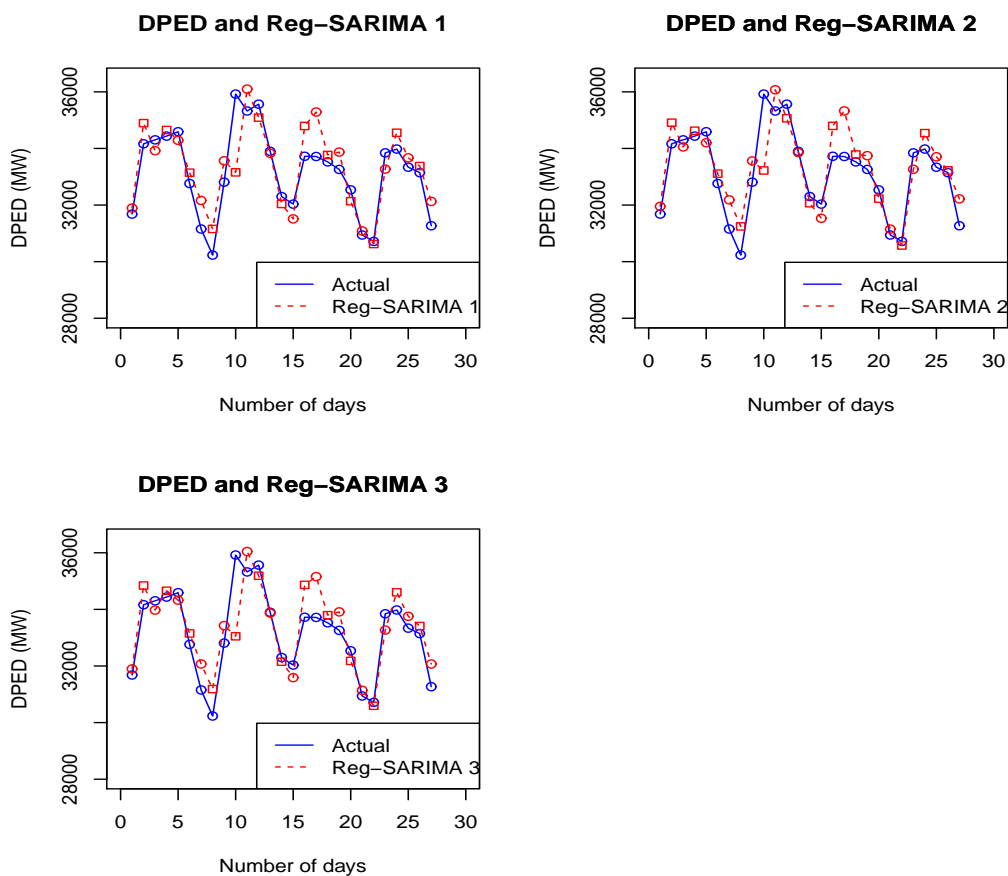 DPED and Reg−SARIMA 1
DPED (MW)
36000
32000
28000
Actual
Reg−SARIMA 1
0 5 10 15 20 25 30
Number of days
DPED and Reg−SARIMA 2
DPED (MW)
36000
32000
28000
Actual
Reg−SARIMA 2
0 5 10 15 20 25 30
Number of days
DPED and Reg−SARIMA 3
DPED (MW)
36000
32000
28000
Actual
Reg−SARIMA 3
0 5 10 15 20 25 30
Number of days